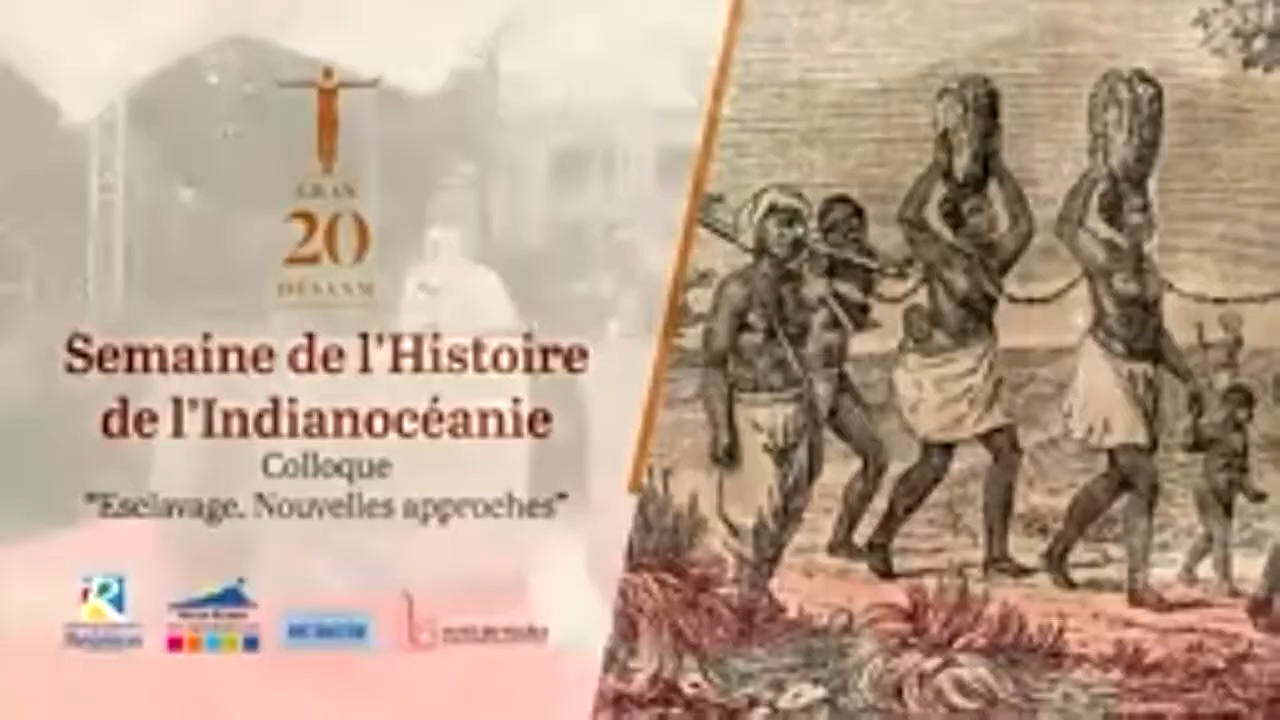 GRAN
20
DÉSANM
Semaine de l'Histoire
de l'Indianocéanie
Colloque
"Esclavage. Nouvelles approches"